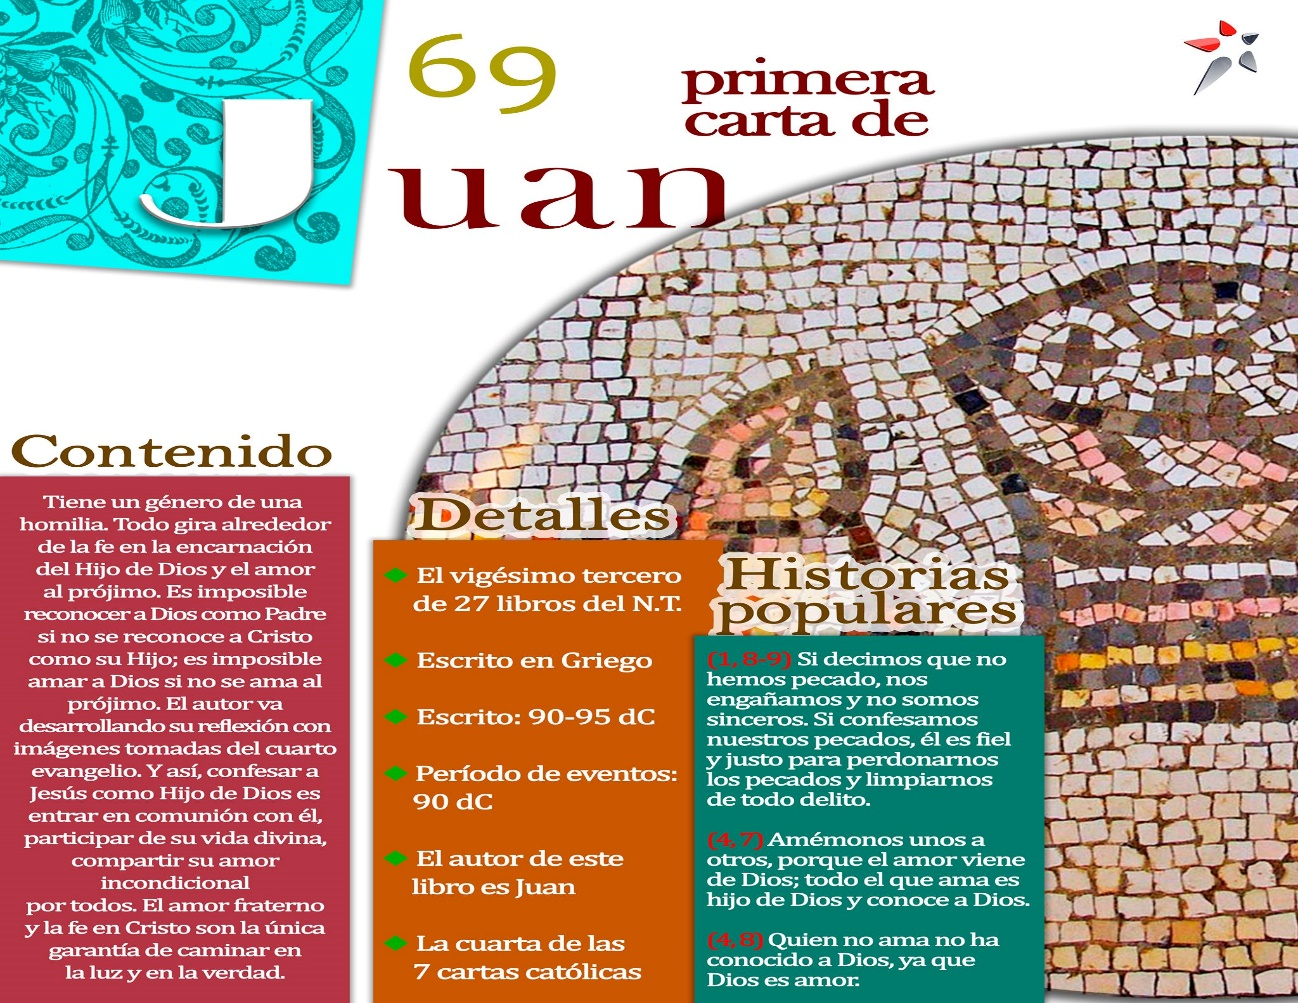 69
primera
carta de
Juan
Contenido
Tiene un género de una
homilia. Todo gira alrededor
de la fe en la encarnación
del Hijo de Dios y el amor
al prójimo. Es imposible
reconocer a Dios como Padre
si no se reconoce a Cristo
como su Hijo; es imposible
amar a Dios si no se ama al
prójimo. El autor va
desarrollando su reflexión con
imágenes tomadas del cuarto
evangelio. Y así, confesar a
Jesús como Hijo de Dios es
entrar en comunión con él,
participar de su vida divina,
compartir su amor
incondicional
por todos. El amor fraterno
y la fe en Cristo son la única
garantía de caminar en
la luz y en la verdad.
Detalles
El vigésimo tercero
de 27 libros del N.T.
Escrito en Griego
Escrito: 90-95 dC
Período de eventos:
90 dC
El autor de este
libro es Juan
La cuarta de las
7 cartas católicas
Historias
populares
(1, 8-9) Si decimos que no
hemos pecado, nos
engañamos y no somos
sinceros. Si confesamos
nuestros pecados, él es fiel
y justo para perdonarnos
los pecados y limpiarnos
de todo delito.
(4, 7) Amémonos unos a
otros, porque el amor viene
de Dios; todo el que ama es
hijo de Dios y conoce a Dios.
(4, 8) Quien no ama no ha
conocido a Dios, ya que
Dios es amor.